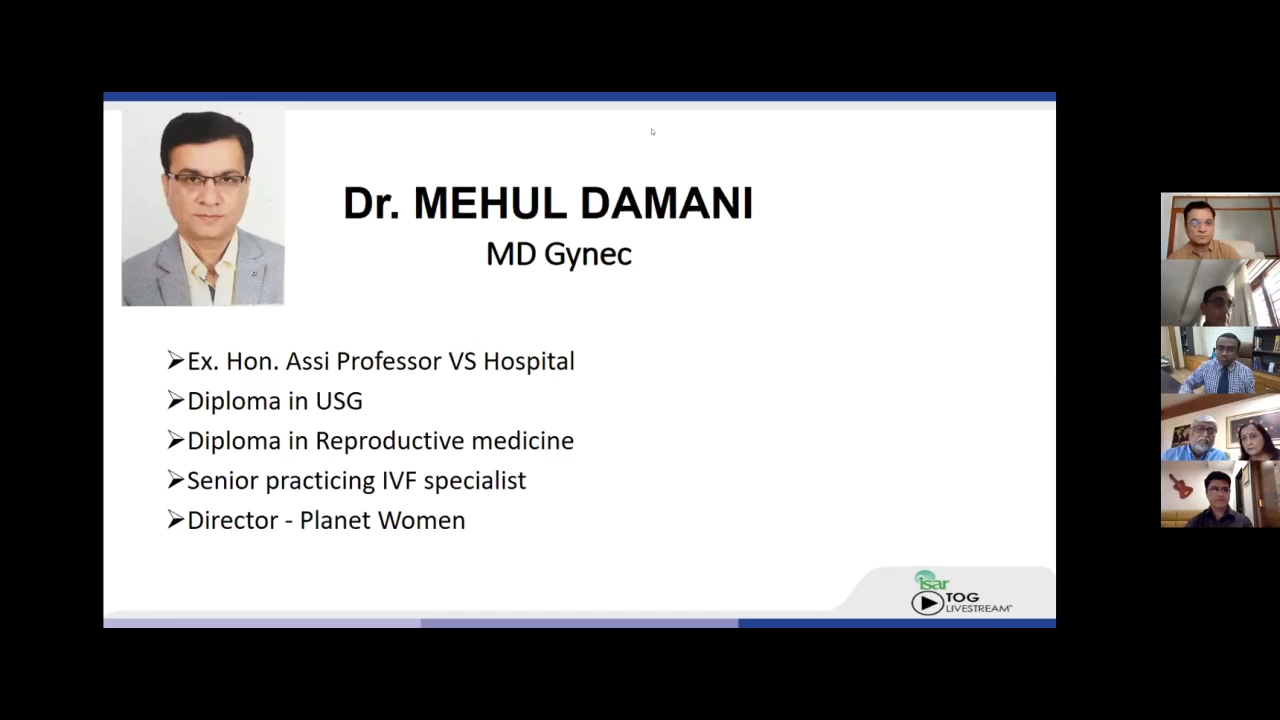 Dr. MEHUL DAMANI
MD Gynec
➢Ex. Hon. Assi Professor VS Hospital
➢Diploma in USG
➢Diploma in Reproductive medicine
➢Senior practicing IVF specialist
➢Director - Planet Women
isar
TOG
LIVESTREAM™